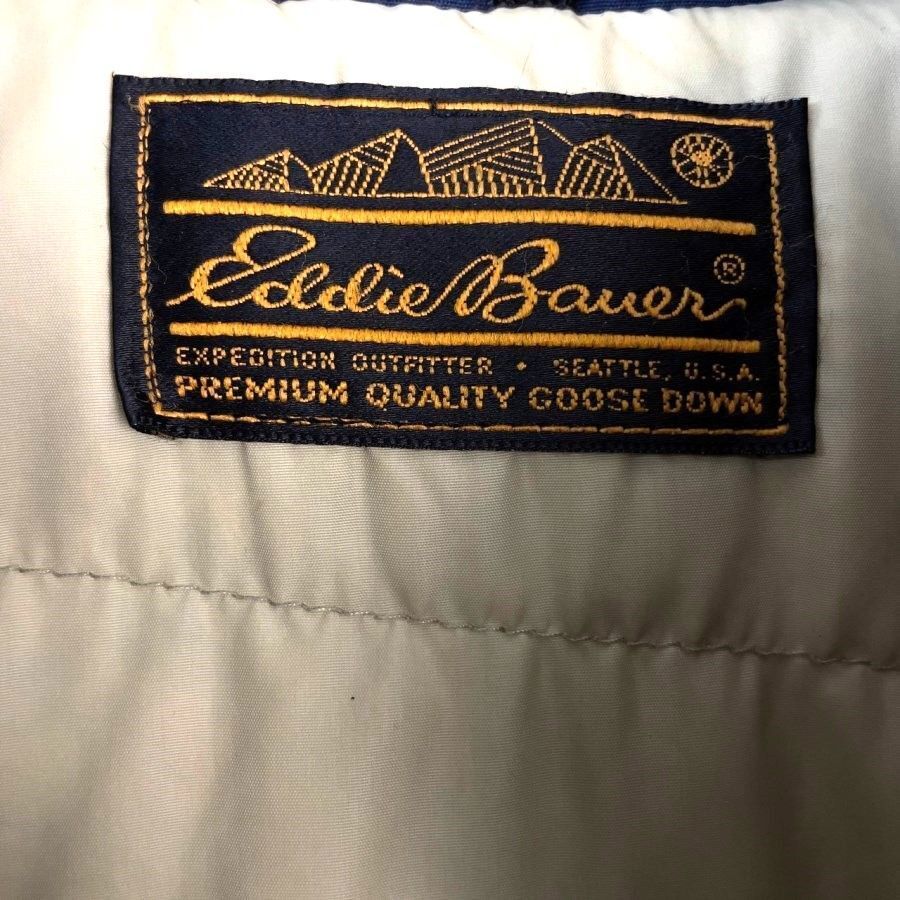 Eddie Bauer ®
EXPEDITION OUTFITTER • SEATTLE, U.S.A.
PREMIUM QUALITY GOOSE DOWN